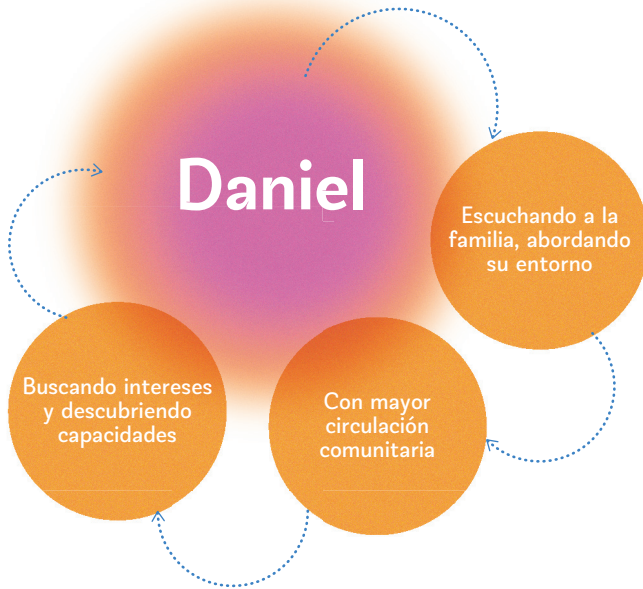 Daniel
Escuchando a la
familia, abordando
su entorno
Con mayor
circulación
comunitaria
Buscando intereses
y descubriendo
capacidades